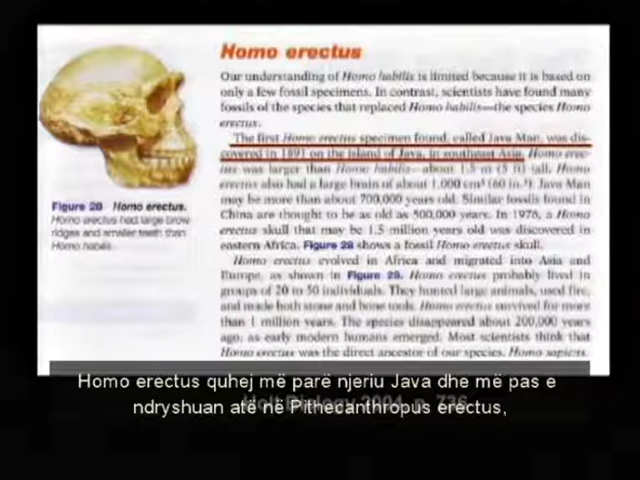 Homo erectus
Our understanding of Homo habilis is limited because it is based on
only a few fossil specimens. In contrast, scientists have found many
fossils of the species that replaced Homo habilis—the species Homo
erectus.
The first Homo erectus specimen found, called Java Man, was dis-
covered in 1891 on the island of Java, in southeast Asia. Homo erec-
tus was larger than Homo habilis—about 1.5 m (5 ft) tall. Homo
erectus also had a large brain of about 1,000 cm³ (60 in.³). Java Man
may be more than about 700,000 years old. Similar fossils found in
China are thought to be as old as 500,000 years. In 1976, a Homo
erectus skull that may be 1.5 million years old was discovered in
eastern Africa. Figure 28 shows a fossil Homo erectus skull.
Homo erectus evolved in Africa and migrated into Asia and
Europe, as shown in Figure 29. Homo erectus probably lived in
groups of 20 to 50 individuals. They hunted large animals, used fire,
and made both stone and bone tools. Homo erectus survived for more
than 1 million years. The species disappeared about 200,000 years
ago, as early modern humans emerged. Most scientists think that
Homo erectus was the direct ancestor of our species, Homo sapiens.
Figure 28 Homo erectus.
Homo erectus had large brow
ridges and smaller teeth than
Homo habilis.
Holt Biology 2004, p. 736
Homo erectus quhej më parë njeriu Java dhe më pas e
ndryshuan atë në Pithecanthropus erectus,